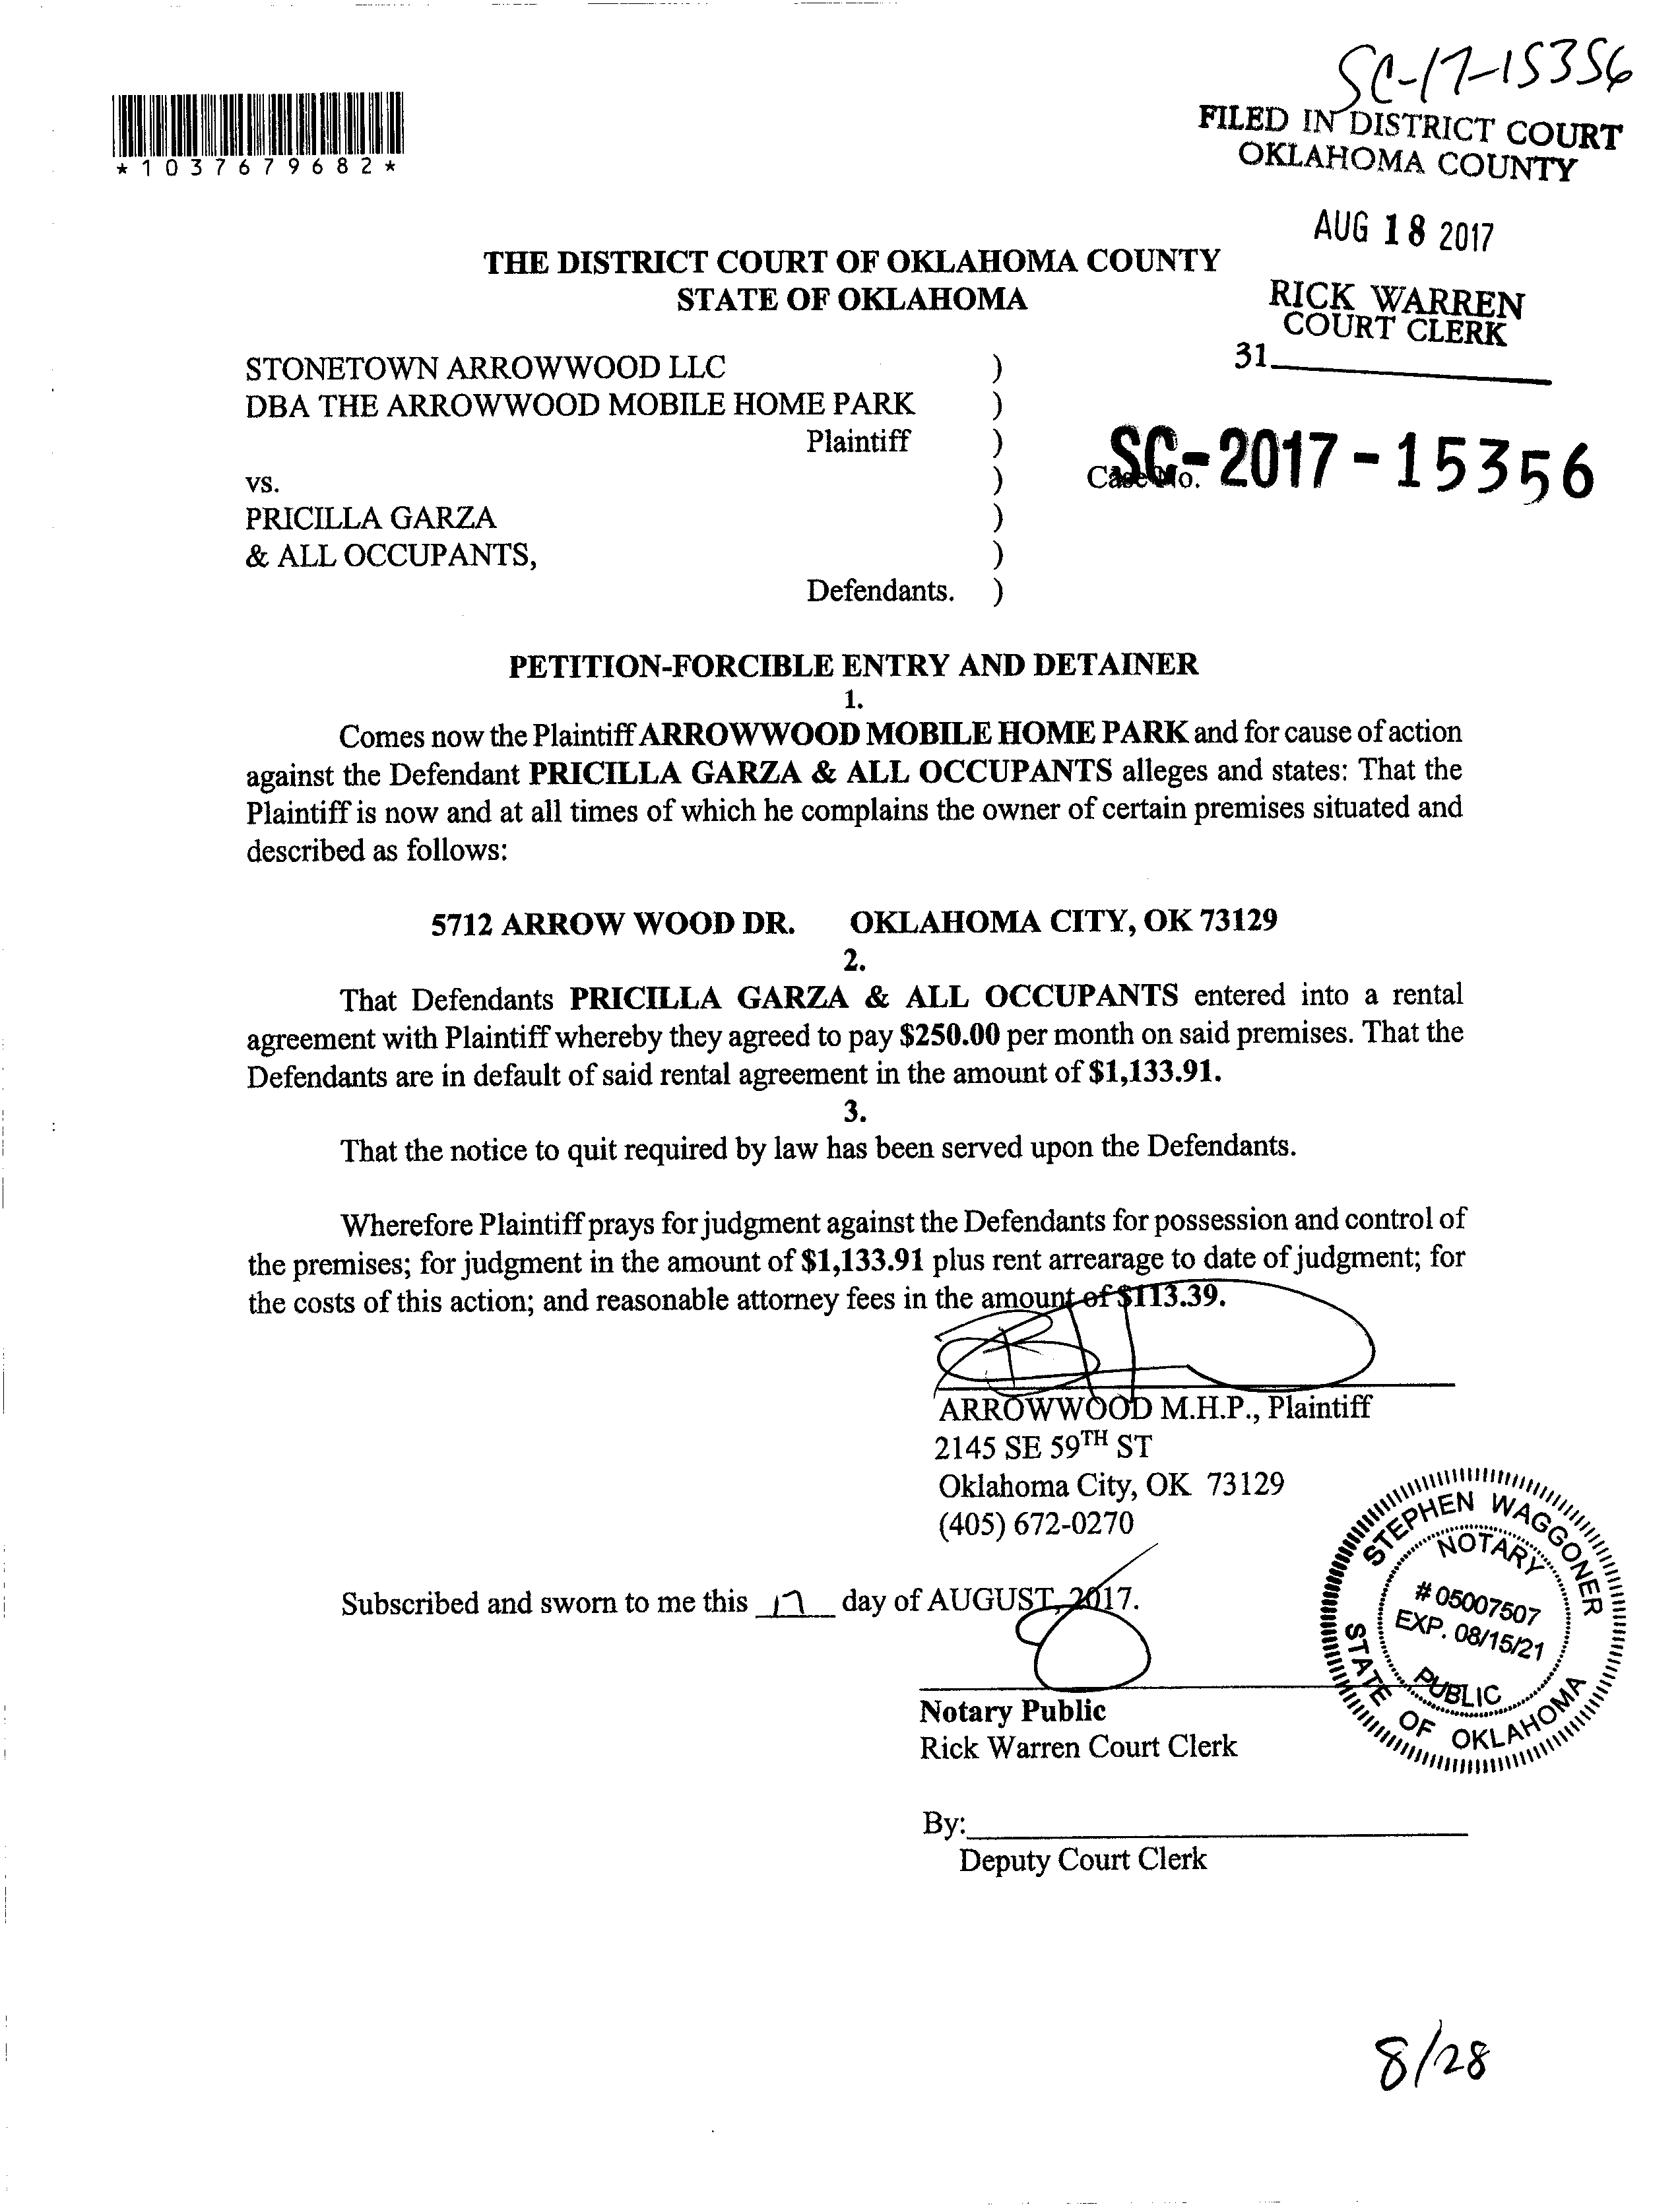 SC-17-15356
FILED IN DISTRICT COURT
OKLAHOMA COUNTY
*1037679682*
AUG 18 2017
THE DISTRICT COURT OF OKLAHOMA COUNTY
STATE OF OKLAHOMA
RICK WARREN
COURT CLERK
31
STONETOWN ARROWWOOD LLC )
DBA THE ARROWWOOD MOBILE HOME PARK )
Plaintiff )
) Case No. SC-2017-15356
vs.
PRICILLA GARZA )
& ALL OCCUPANTS, )
Defendants. )
PETITION-FORCIBLE ENTRY AND DETAINER
1.
Comes now the Plaintiff ARROWWOOD MOBILE HOME PARK and for cause of action
against the Defendant PRICILLA GARZA & ALL OCCUPANTS alleges and states: That the
Plaintiff is now and at all times of which he complains the owner of certain premises situated and
described as follows:
5712 ARROW WOOD DR. OKLAHOMA CITY, OK 73129
2.
That Defendants PRICILLA GARZA & ALL OCCUPANTS entered into a rental
agreement with Plaintiff whereby they agreed to pay $250.00 per month on said premises. That the
Defendants are in default of said rental agreement in the amount of $1,133.91.
3.
That the notice to quit required by law has been served upon the Defendants.
Wherefore Plaintiff prays for judgment against the Defendants for possession and control of
the premises; for judgment in the amount of $1,133.91 plus rent arrearage to date of judgment; for
the costs of this action; and reasonable attorney fees in the amount of $113.39.
ARROWWOOD M.H.P., Plaintiff
2145 SE 59TH ST
Oklahoma City, OK 73129
(405) 672-0270
Subscribed and sworn to me this 17 day of AUGUST, 2017.
STEPHEN WAGGONER
NOTARY
# 05007507
EXP. 08/15/21
PUBLIC
STATE OF OKLAHOMA
Notary Public
Rick Warren Court Clerk
By:
Deputy Court Clerk
8/28